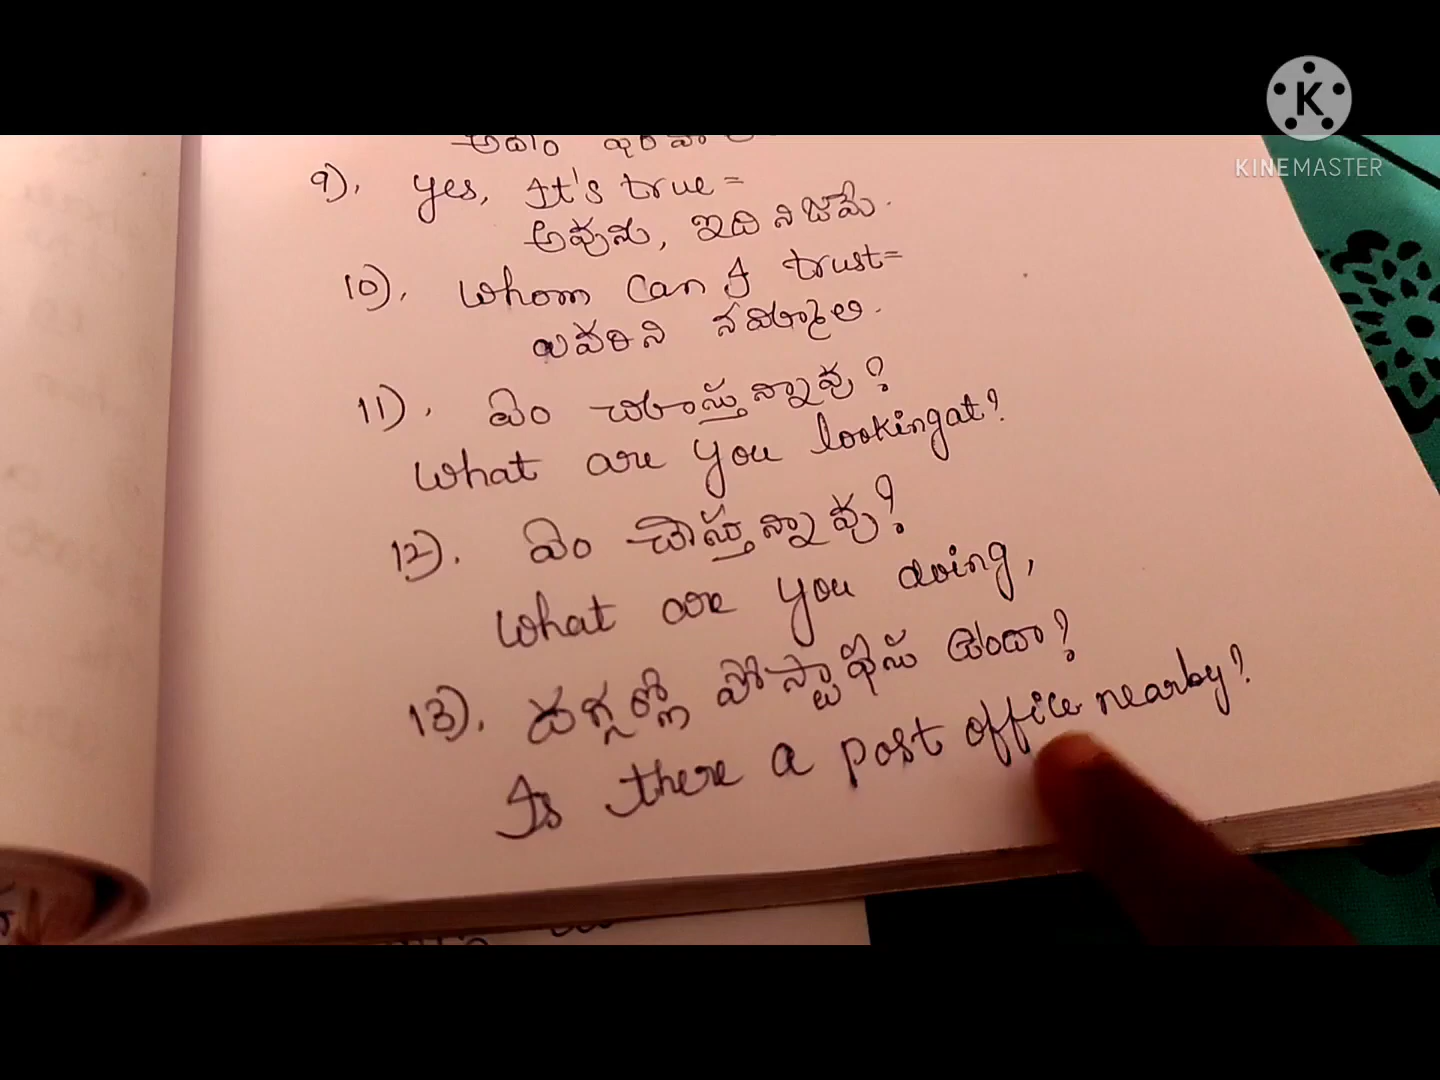 K
KINEMASTER
9). yes, It's true =
అవును, ఇది నిజమే.
10). Whom can I trust=
ఎవరిని నమ్మాలి.
11). ఏం చూస్తున్నావు?
What are you lookingat?
12). ఏం చేస్తున్నావు?
What are you doing,
13). దగ్గర్లో పోస్టాఫీసు ఉందా?
Is there a post office nearby?